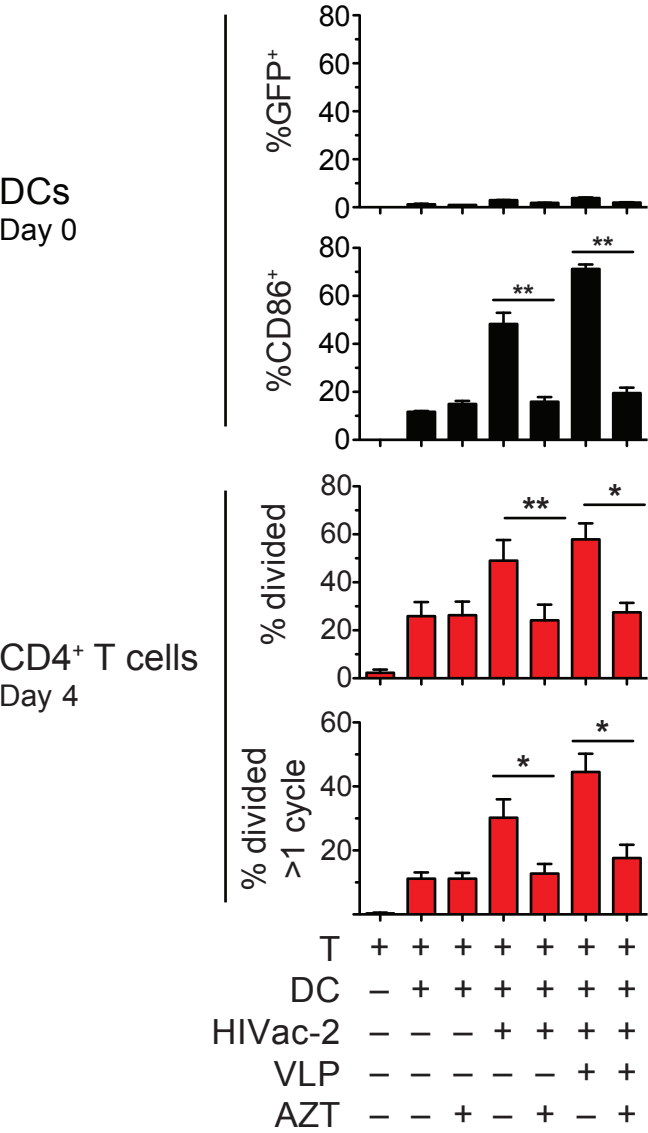 80
60
40
20
0
%GFP+
DCs
Day 0
80
60
40
20
0
%CD86+
**
**
80
60
40
20
0
% divided
**
*
CD4+ T cells
Day 4
60
40
20
% divided
>1 cycle
*
*
T + + + + + + +
DC – + + + + + +
HIVac-2 – – – + + + +
VLP – – – – – + +
AZT – – + – + – +